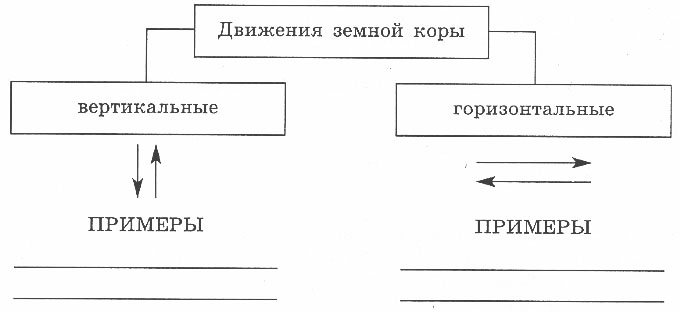 Движения земной коры
вертикальные
горизонтальные
ПРИМЕРЫ
ПРИМЕРЫ